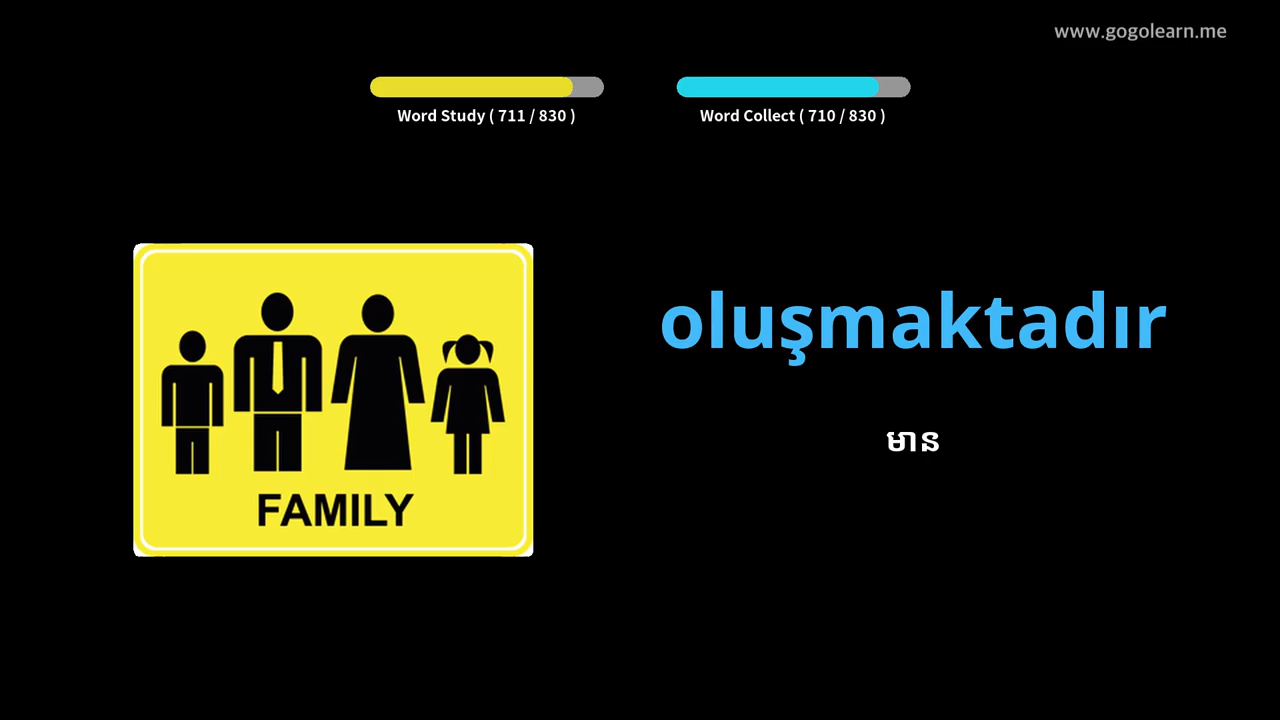 www.gogolearn.me
Word Study ( 711 / 830 )
Word Collect ( 710 / 830 )
FAMILY
oluşmaktadır
មាន